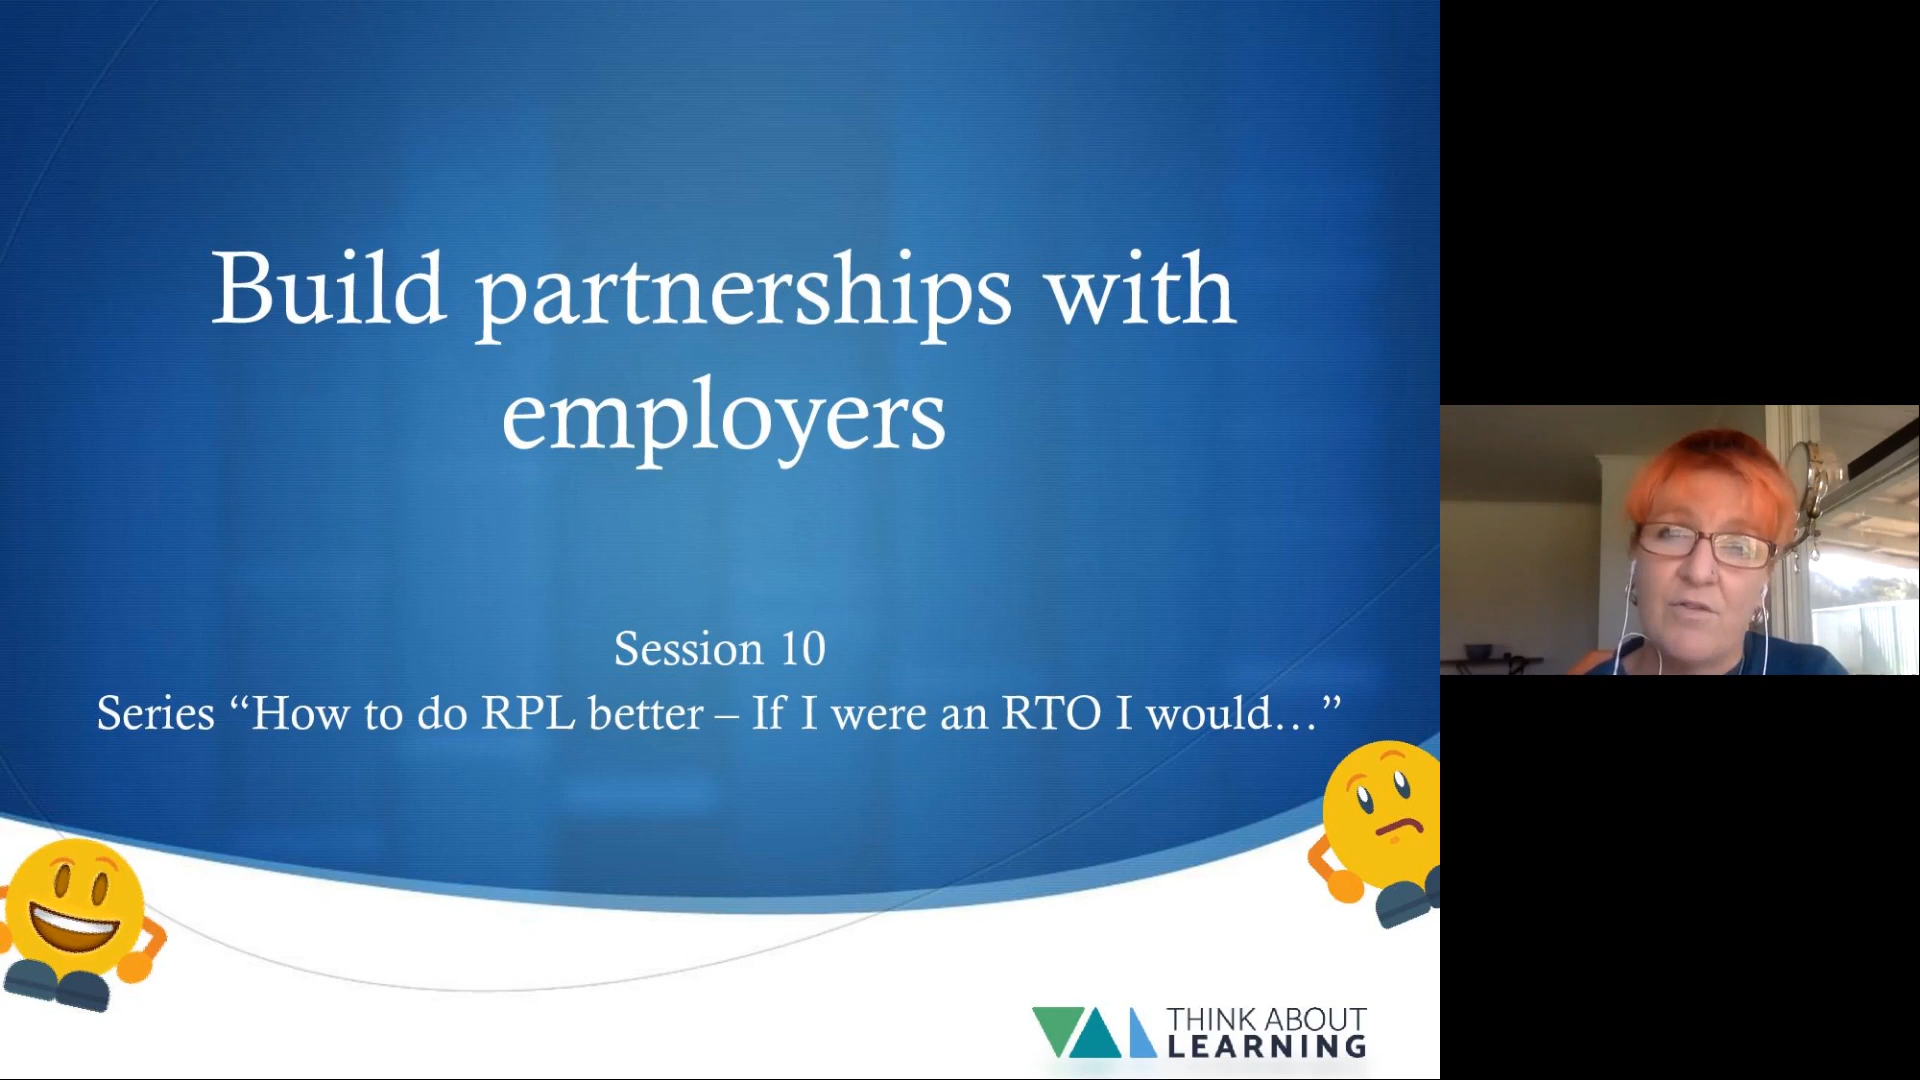 Build partnerships with
employers
Session 10
Series “How to do RPL better – If I were an RTO I would…”
THINK ABOUT
LEARNING